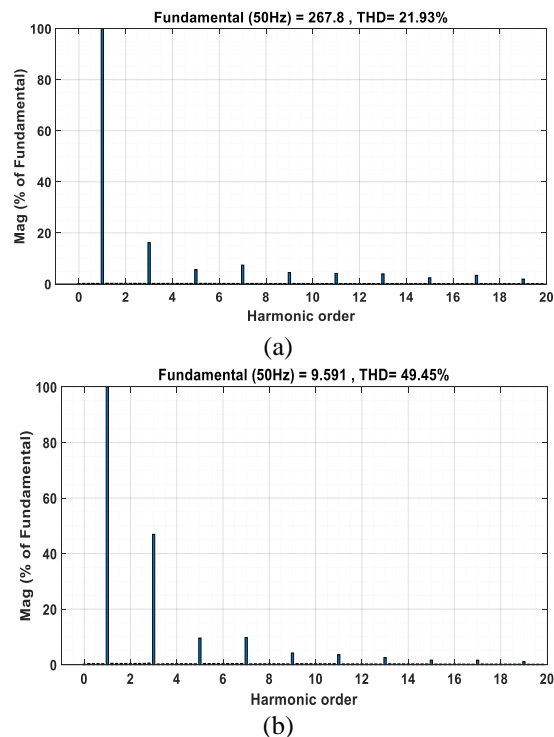 Fundamental (50Hz) = 267.8 , THD= 21.93%
100
80
60
40
20
0
Mag (% of Fundamental)
0 2 4 6 8 10 12 14 16 18 20
Harmonic order
(a)
Fundamental (50Hz) = 9.591 , THD= 49.45%
100
80
60
40
20
0
Mag (% of Fundamental)
0 2 4 6 8 10 12 14 16 18 20
Harmonic order
(b)